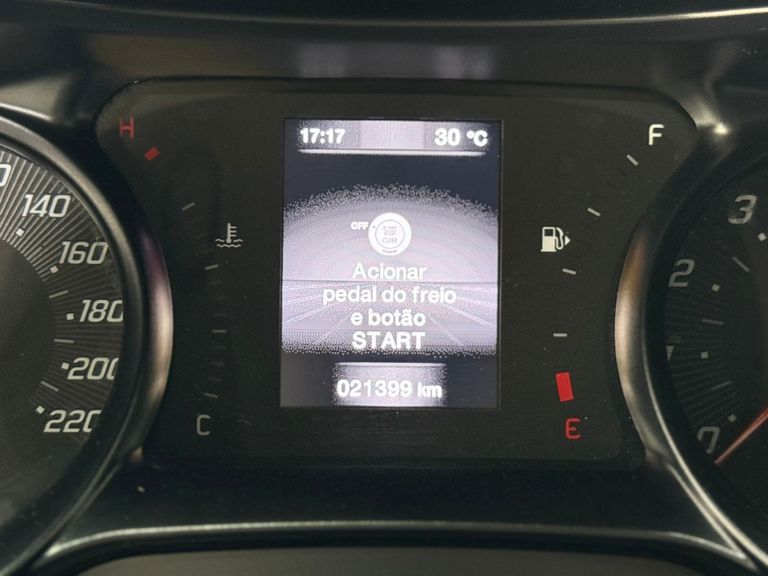 H
17:17 30 °C
F
140
160
180
200
220
OFF
Acionar
pedal do freio
e botão
START
021399 km
C
E
3
2
0